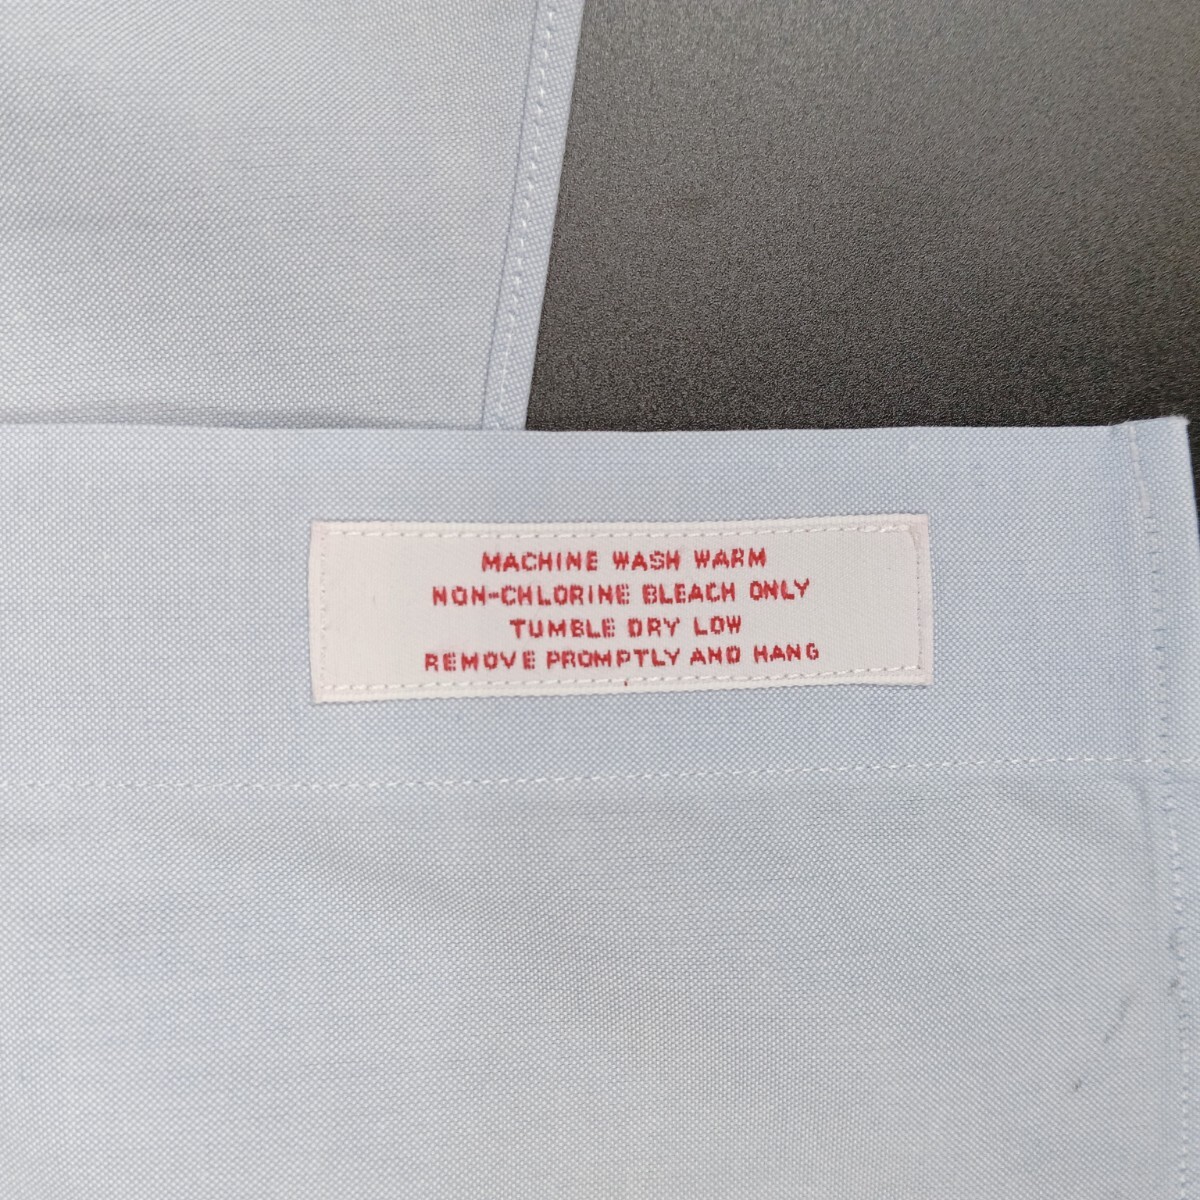 MACHINE WASH WARM
NON-CHLORINE BLEACH ONLY
TUMBLE DRY LOW
REMOVE PROMPTLY AND HANG